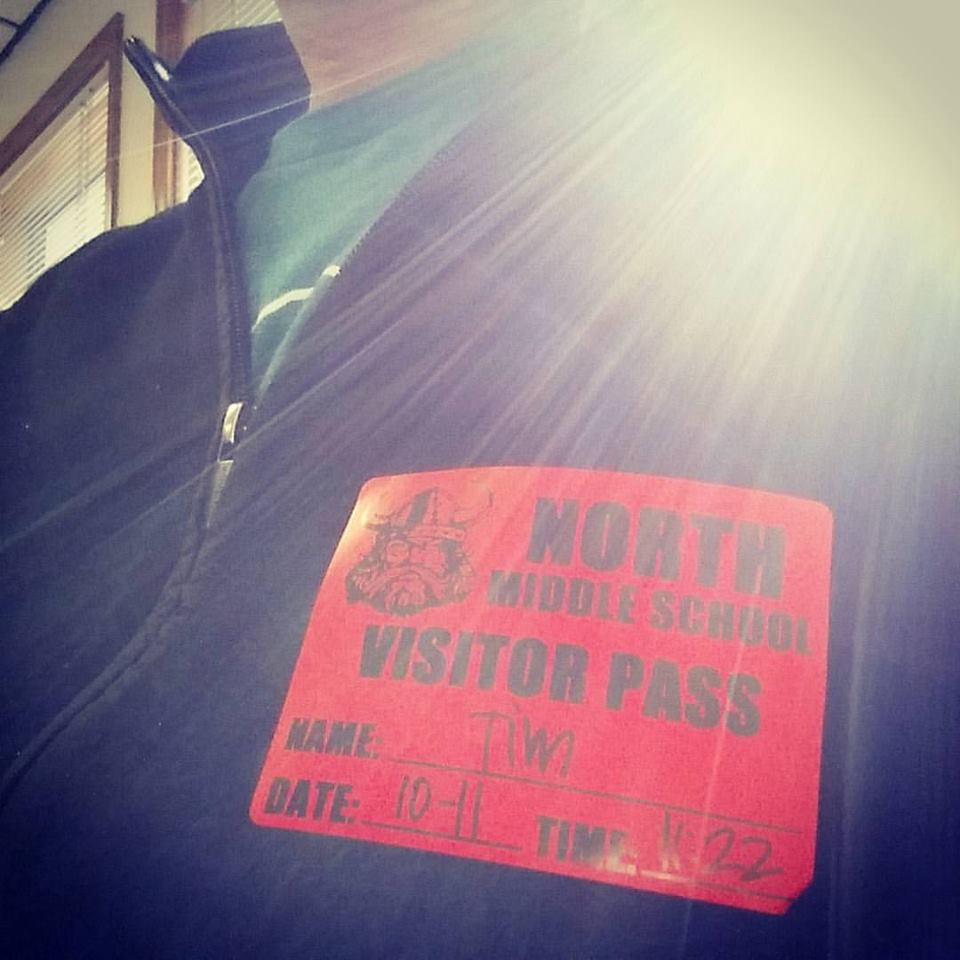 NORTH
MIDDLE SCHOOL
VISITOR PASS
NAME: Tim
DATE: 10-11 TIME: 11:22